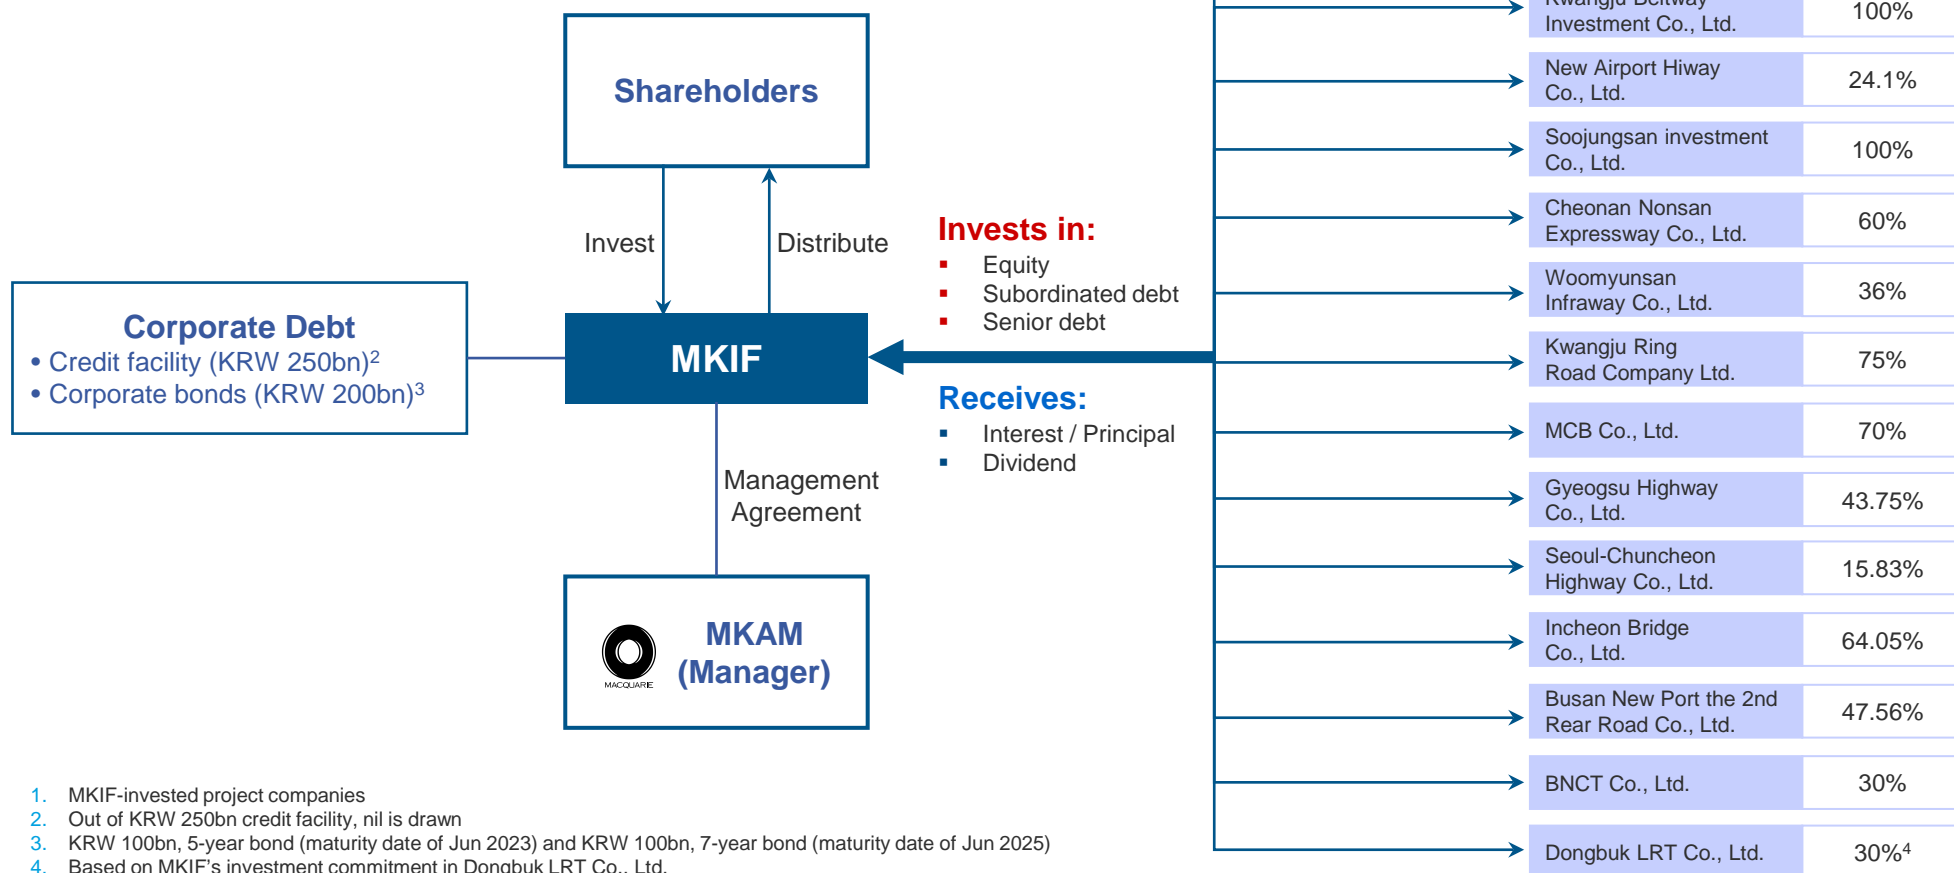 Shareholders
Invest
Distribute
Corporate Debt
• Credit facility (KRW 250bn)2
• Corporate bonds (KRW 200bn)3
MKIF
Invests in:
▪ Equity
▪ Subordinated debt
▪ Senior debt
Receives:
▪ Interest / Principal
▪ Dividend
Management
Agreement
MACQUARIE
MKAM
(Manager)
Kwangju Beltway
Investment Co., Ltd.
100%
New Airport Hiway
Co., Ltd.
24.1%
Soojungsan investment
Co., Ltd.
100%
Cheonan Nonsan
Expressway Co., Ltd.
60%
Woomyunsan
Infraway Co., Ltd.
36%
Kwangju Ring
Road Company Ltd.
75%
MCB Co., Ltd.
70%
Gyeogsu Highway
Co., Ltd.
43.75%
Seoul-Chuncheon
Highway Co., Ltd.
15.83%
Incheon Bridge
Co., Ltd.
64.05%
Busan New Port the 2nd
Rear Road Co., Ltd.
47.56%
BNCT Co., Ltd.
30%
Dongbuk LRT Co., Ltd.
30%4
1. MKIF-invested project companies
2. Out of KRW 250bn credit facility, nil is drawn
3. KRW 100bn, 5-year bond (maturity date of Jun 2023) and KRW 100bn, 7-year bond (maturity date of Jun 2025)
4. Based on MKIF's investment commitment in Dongbuk LRT Co., Ltd.